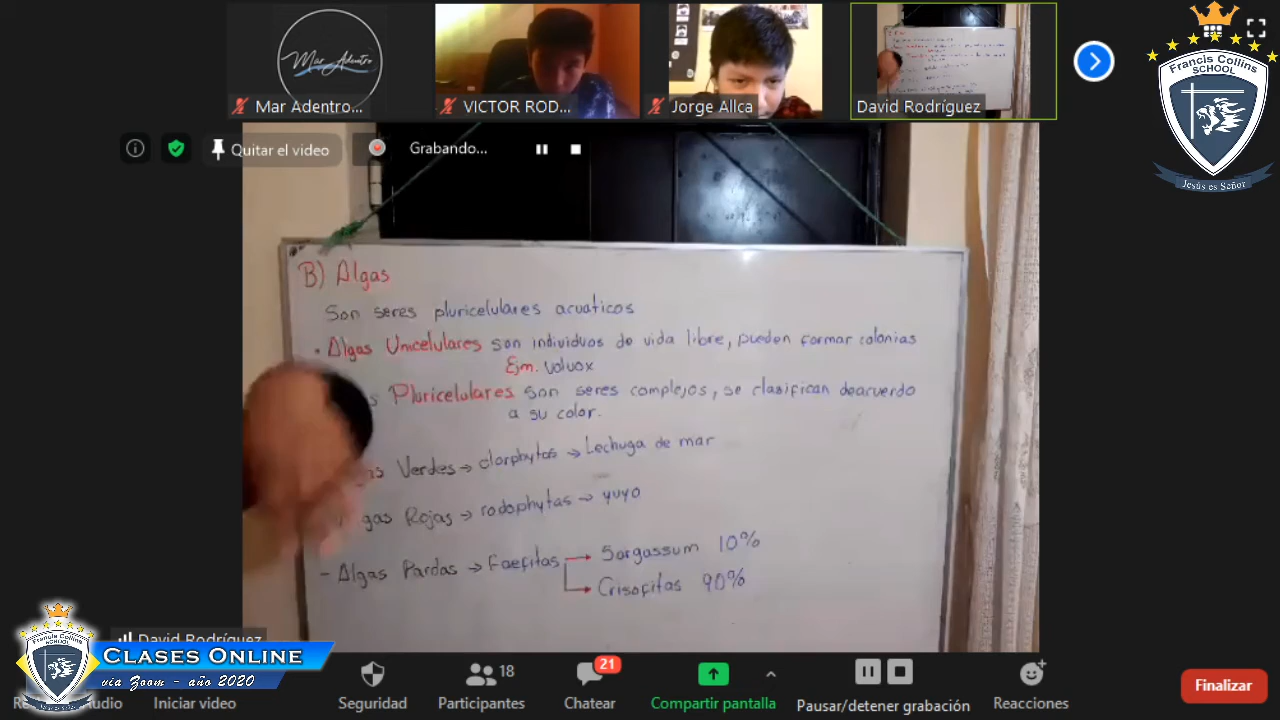 Mar Adentro...
VICTOR ROD...
Jorge Allca
David Rodríguez
Francis Collins
SCHOOL
Jesús es Señor
Quitar el video
Grabando...
B) Algas
Son seres pluricelulares acuaticos
• Algas Unicelulares son individuos de vida libre, pueden formar colonias
Ejm. Volvox
Pluricelulares son seres complejos, se clasifican deacuerdo
a su color.
Verdes → clorphytas → Lechuga de mar
Rojas → rodophytas → yuyo
- Algas Pardas → Faefitas → Sargassum 10%
→ Crisofitas 90%
David Rodríguez
CLASES ONLINE
vía Zoom - año 2020
Iniciar video
Seguridad
18
Participantes
21
Chatear
Compartir pantalla
Pausar/detener grabación
Reacciones
Finalizar